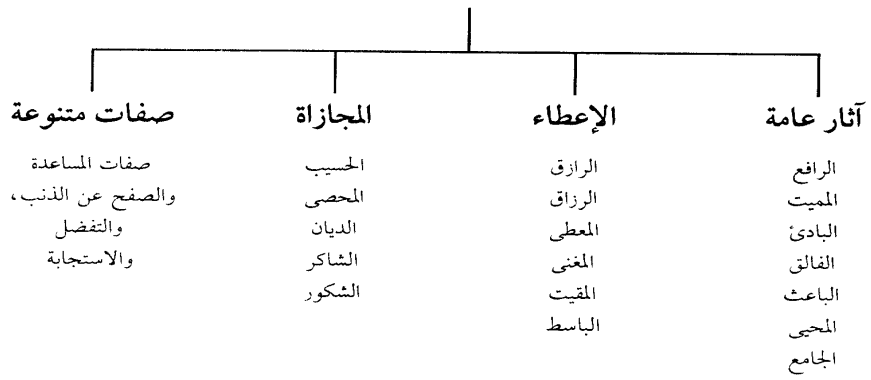 آثار عامة
الرافع
المميت
البادئ
الفالق
الباعث
المحيى
الجامع
الإعطاء
الرازق
الرزاق
المعطى
المغنى
المقيت
الباسط
المجازاة
الحسيب
المحصى
الديان
الشاكر
الشكور
صفات متنوعة
صفات المساعدة
والصفح عن الذنب،
والتفضل
والاستجابة